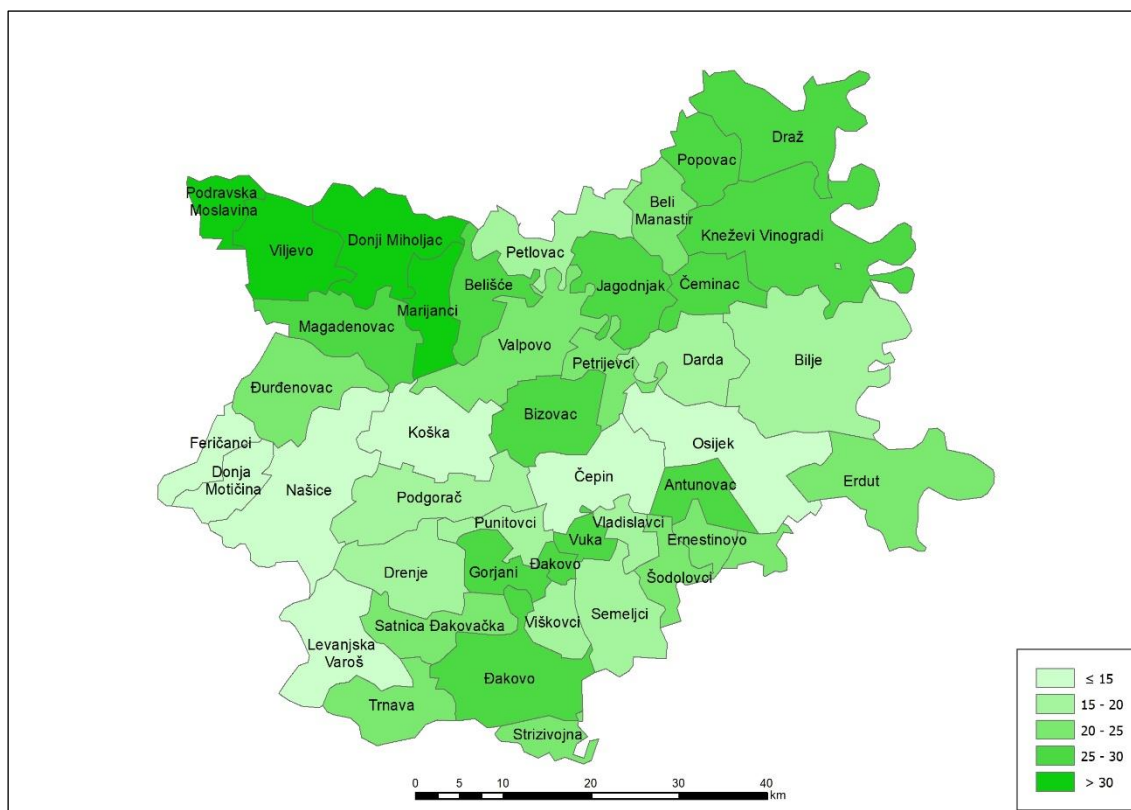 Draž
Popovac
Podravska
Moslavina
Beli
Manastir
Kneževi Vinogradi
Donji Miholjac
Viljevo
Petlovac
Belišće
Jagodnjak
Čeminac
Marijanci
Magadenovac
Valpovo
Petrijevci
Darda
Bilje
Đurđenovac
Bizovac
Koška
Feričanci
Osijek
Donja
Motičina
Našice
Čepin
Antunovac
Erdut
Podgorač
Punitovci
Vladislavci
Vuka
Ernestinovo
Đakovo
Drenje
Gorjani
Šodolovci
Semeljci
Viškovci
Satnica Đakovačka
Levanjska
Varoš
Đakovo
Trnava
Strizivojna
≤ 15
15 - 20
20 - 25
25 - 30
> 30
0 5 10 20 30 40
km